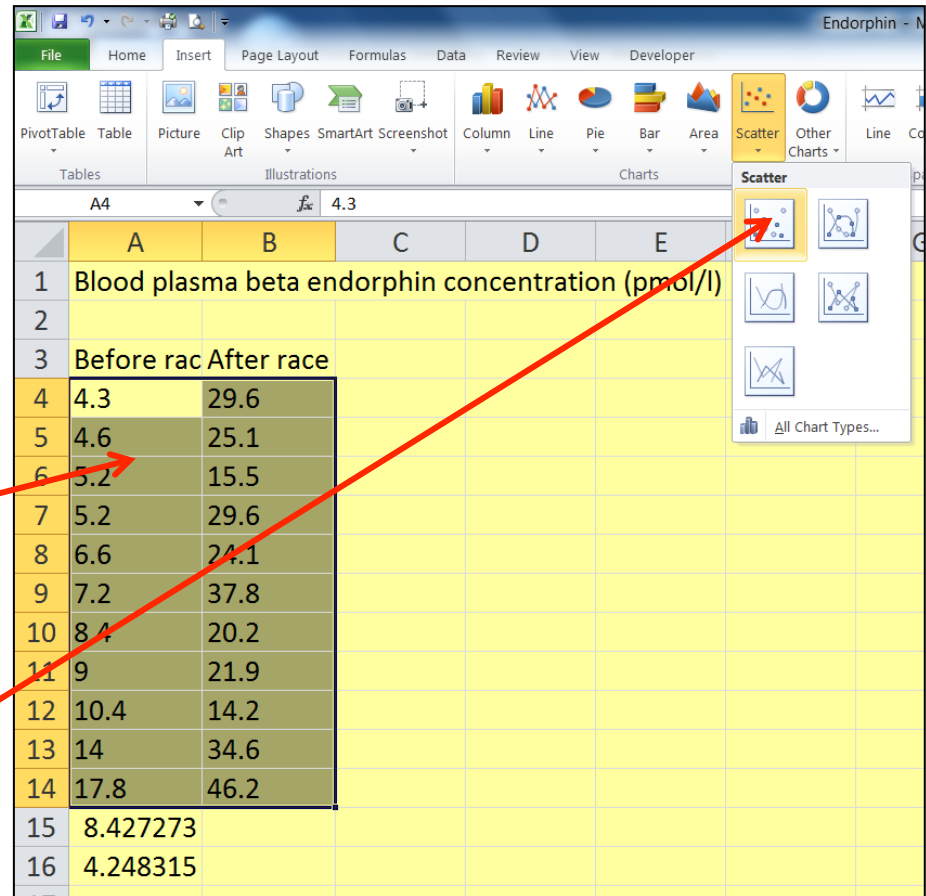 Endorphin - M
File Home Insert Page Layout Formulas Data Review View Developer
PivotTable Table Picture Clip Art Shapes SmartArt Screenshot Column Line Pie Bar Area Scatter Other Charts Line Co
Tables Illustrations Charts
Scatter
A4 fx 4.3
A B C D E G
1 Blood plasma beta endorphin concentration (pmol/l)
2
3 Before rac After race
4 4.3 29.6
5 4.6 25.1
6 5.2 15.5
7 5.2 29.6
8 6.6 24.1
9 7.2 37.8
10 8.4 20.2
11 9 21.9
12 10.4 14.2
13 14 34.6
14 17.8 46.2
15 8.427273
16 4.248315
All Chart Types...